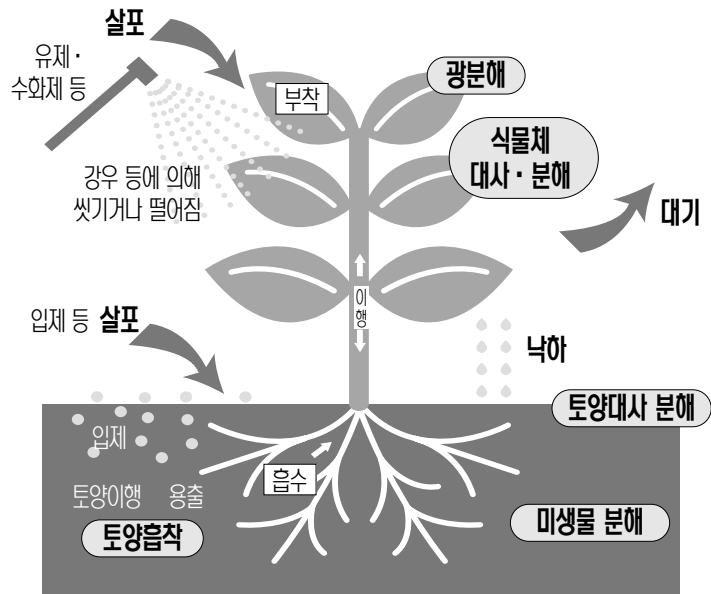 살포
유제·
수화제 등
부착
광분해
식물체
대사·분해
강우 등에 의해
씻기거나 떨어짐
대기
이행
입제 등 살포
낙하
토양대사 분해
입제
흡수
토양이행 용출
토양흡착
미생물 분해